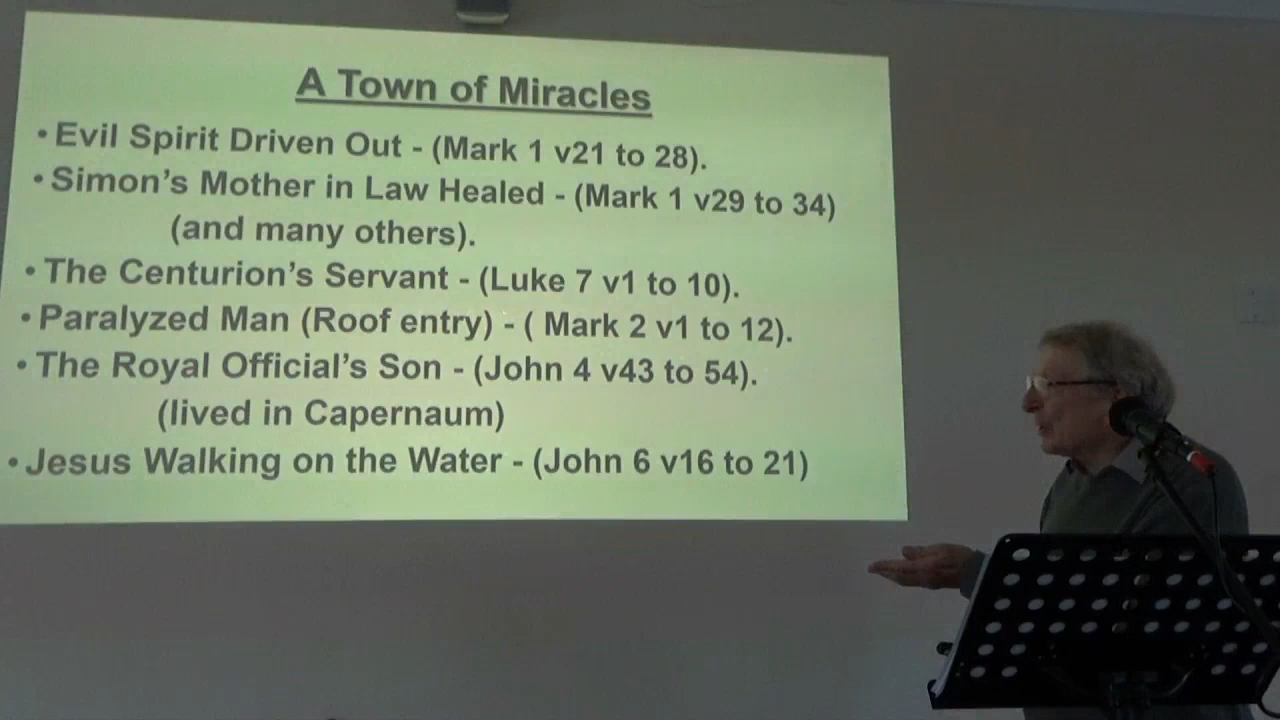 A Town of Miracles
• Evil Spirit Driven Out - (Mark 1 v21 to 28).
• Simon's Mother in Law Healed - (Mark 1 v29 to 34)
(and many others).
• The Centurion's Servant - (Luke 7 v1 to 10).
• Paralyzed Man (Roof entry) - ( Mark 2 v1 to 12).
• The Royal Official's Son - (John 4 v43 to 54).
(lived in Capernaum)
• Jesus Walking on the Water - (John 6 v16 to 21)